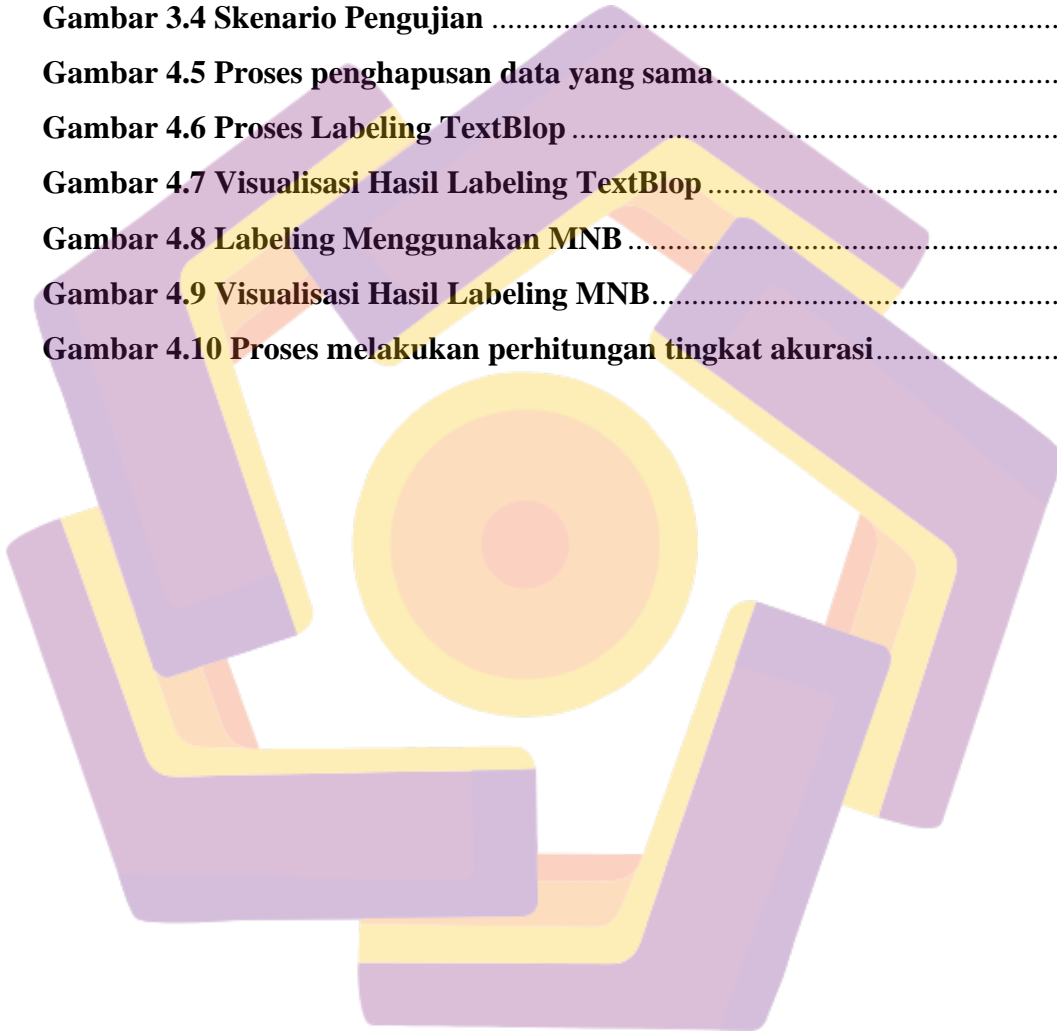 Gambar 3.4 Skenario Pengujian ..........................................................................
Gambar 4.5 Proses penghapusan data yang sama............................................
Gambar 4.6 Proses Labeling TextBlop ..............................................................
Gambar 4.7 Visualisasi Hasil Labeling TextBlop .............................................
Gambar 4.8 Labeling Menggunakan MNB........................................................
Gambar 4.9 Visualisasi Hasil Labeling MNB.....................................................
Gambar 4.10 Proses melakukan perhitungan tingkat akurasi.......................